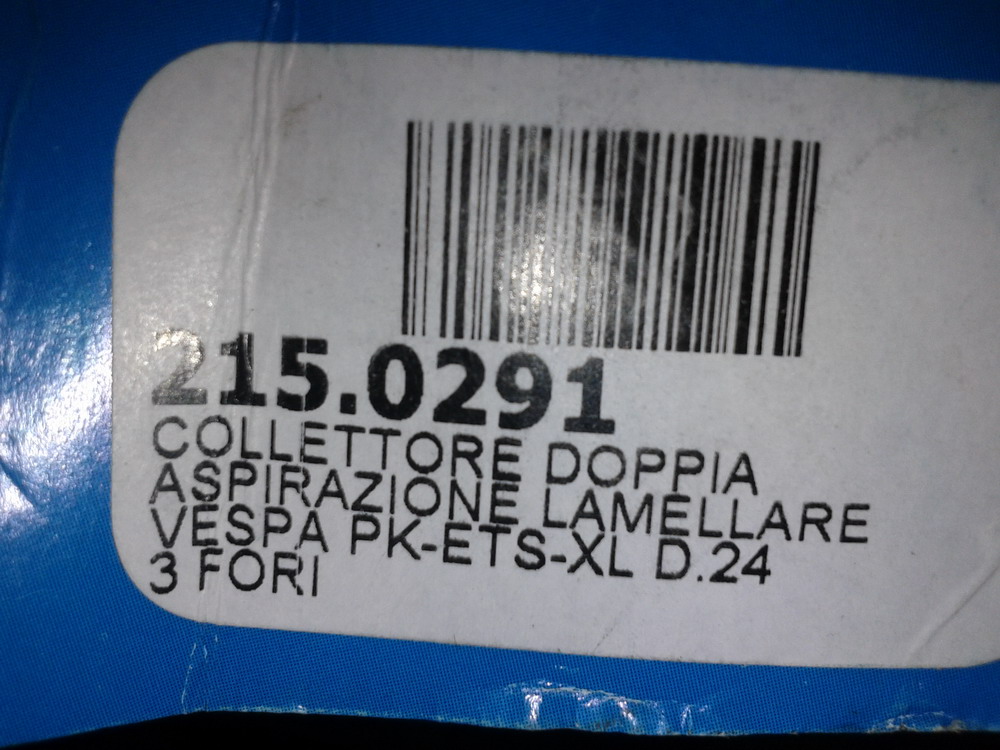 215.0291
COLLETTORE DOPPIA
ASPIRAZIONE LAMELLARE
VESPA PK-ETS-XL D.24
3 FORI